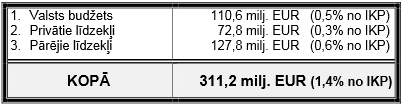 1. Valsts budžets 110,6 milj. EUR (0,5% no IKP)
2. Privātie līdzekļi 72,8 milj. EUR (0,3% no IKP)
3. Pārējie līdzekļi 127,8 milj. EUR (0,6% no IKP)
KOPĀ 311,2 milj. EUR (1,4% no IKP)